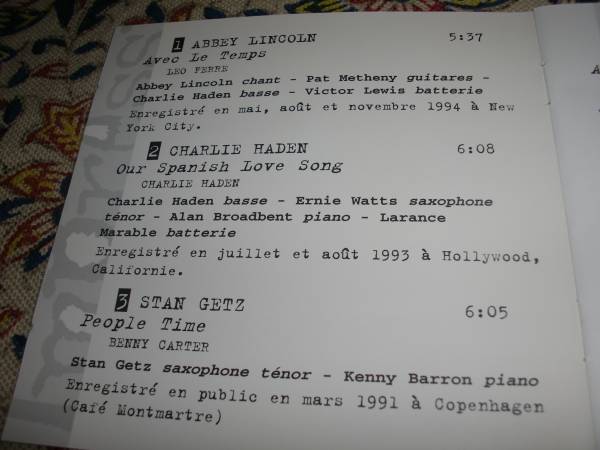 1 ABBEY LINCOLN 5:37
Avec Le Temps
LEO FERRE
Abbey Lincoln chant - Pat Metheny guitares -
Charlie Haden basse - Victor Lewis batterie
Enregistré en mai, août et novembre 1994 à New
York City.
2 CHARLIE HADEN 6:08
Our Spanish Love Song
CHARLIE HADEN
Charlie Haden basse - Ernie Watts saxophone
ténor - Alan Broadbent piano - Larance
Marable batterie
Enregistré en juillet et août 1993 à Hollywood,
Californie.
3 STAN GETZ 6:05
People Time
BENNY CARTER
Stan Getz saxophone ténor - Kenny Barron piano
Enregistré en public en mars 1991 à Copenhagen
(Café Montmartre)